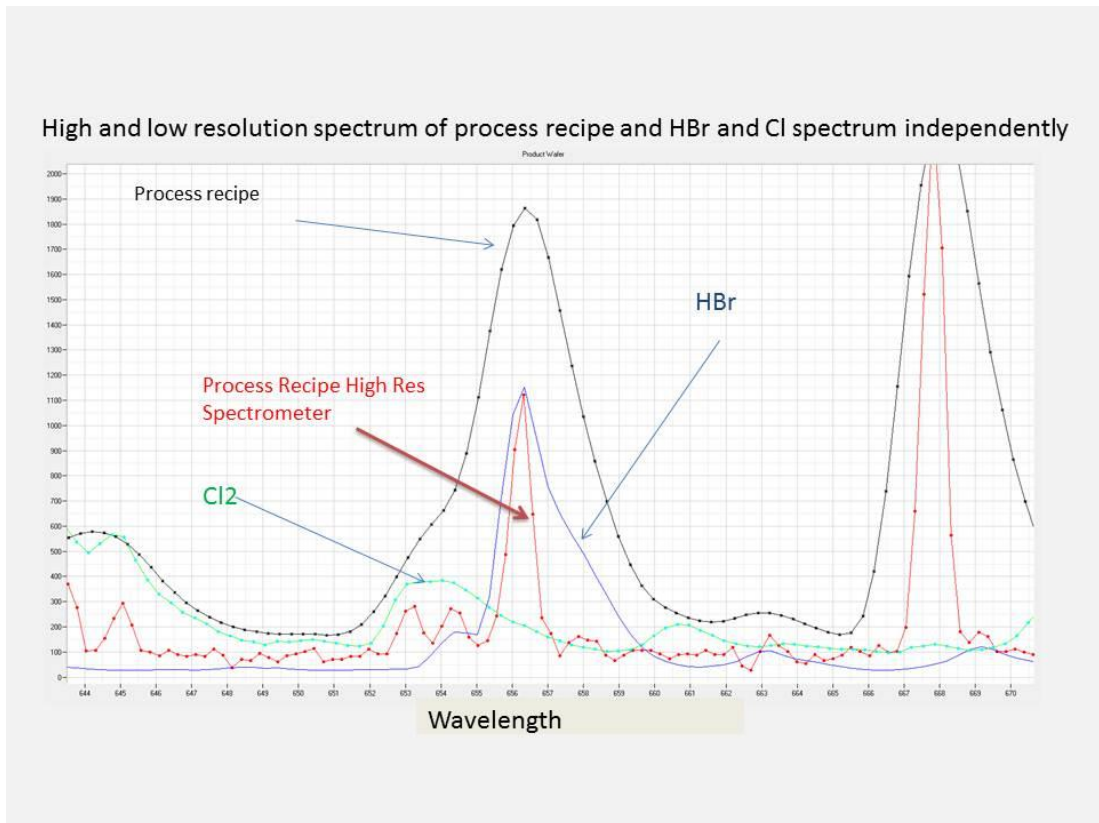 High and low resolution spectrum of process recipe and HBr and Cl spectrum independently
Product Wafer
Process recipe
HBr
Process Recipe High Res
Spectrometer
Cl2
2000
1900
1800
1700
1600
1500
1400
1300
1200
1100
1000
900
800
700
600
500
400
300
200
100
0
644 645 646 647 648 649 650 651 652 653 654 655 656 657 658 659 660 661 662 663 664 665 666 667 668 669 670
Wavelength